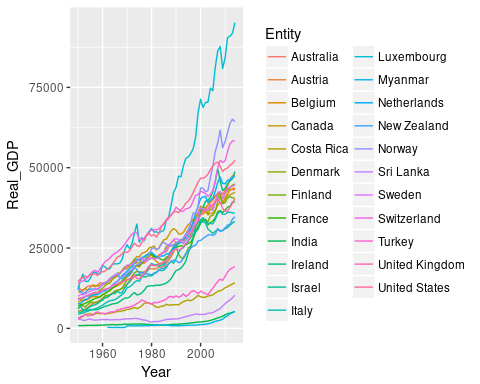 Real_GDP
75000
50000
25000
0
1960
1980
2000
Year
Entity
Australia
Austria
Belgium
Canada
Costa Rica
Denmark
Finland
France
India
Ireland
Israel
Italy
Luxembourg
Myanmar
Netherlands
New Zealand
Norway
Sri Lanka
Sweden
Switzerland
Turkey
United Kingdom
United States